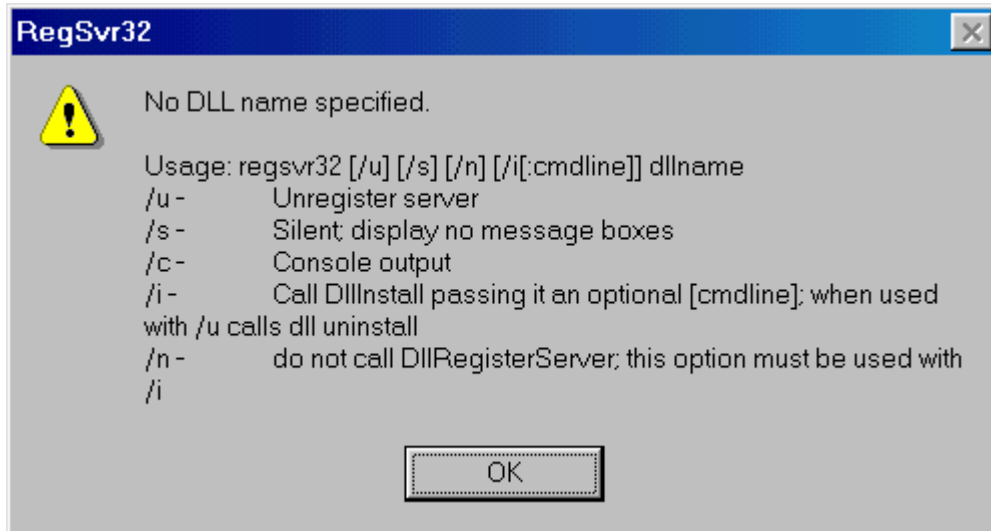 RegSvr32
No DLL name specified.
Usage: regsvr32 [/u] [/s] [/n] [/i[:cmdline]] dllname
/u - Unregister server
/s - Silent; display no message boxes
/c - Console output
/i - Call DllInstall passing it an optional [cmdline]; when used
with /u calls dll uninstall
/n - do not call DllRegisterServer; this option must be used with
/i
OK